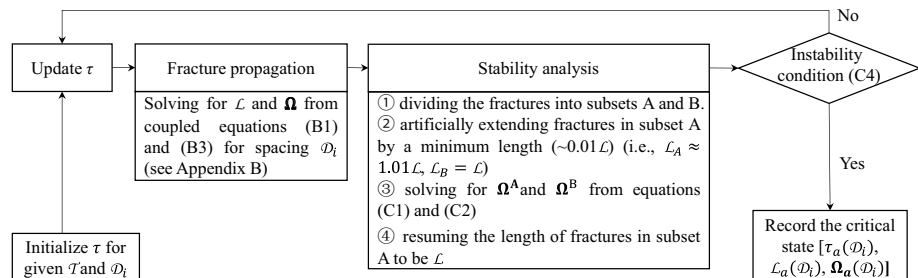 No
Update τ
Fracture propagation
Solving for ℒ and Ω from
coupled equations (B1)
and (B3) for spacing 𝒟ᵢ
(see Appendix B)
Stability analysis
① dividing the fractures into subsets A and B.
② artificially extending fractures in subset A
by a minimum length (~0.01ℒ) (i.e., ℒ_A ≈
1.01ℒ, ℒ_B = ℒ)
③ solving for Ω^A and Ω^B from equations
(C1) and (C2)
④ resuming the length of fractures in subset
A to be ℒ
Instability
condition (C4)
Yes
Initialize τ for
given 𝒯 and 𝒟ᵢ
Record the critical
state [τₐ(𝒟ᵢ),
ℒₐ(𝒟ᵢ), Ωₐ(𝒟ᵢ)]